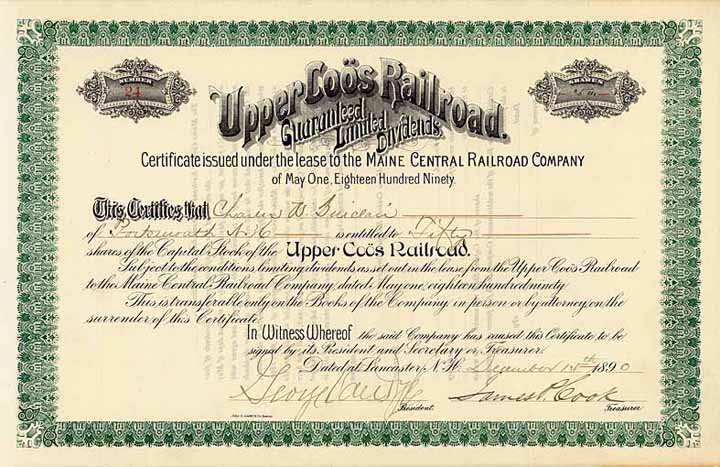 NUMBER
24
SHARES
Upper Coös Railroad.
Guaranteed
Limited
Dividends.
Certificate issued under the lease to the MAINE CENTRAL RAILROAD COMPANY
of May One, Eighteen Hundred Ninety.
This Certifies that Charles W.
of Portsmouth N.H. is entitled to Fifty
shares of the Capital Stock of the Upper Coös Railroad.
Subject to the conditions limiting dividends as set out in the lease from the Upper Coös Railroad
to the Maine Central Railroad Company, dated May one, eighteen hundred ninety.
This is transferable only on the Books of the Company in person or by attorney, on the
surrender of this Certificate.
In Witness Whereof the said Company has caused this Certificate to be
signed by its President and Secretary or Treasurer.
Dated at Lancaster, N.H. December 15th 1890
James P. Cook
President. Treasurer